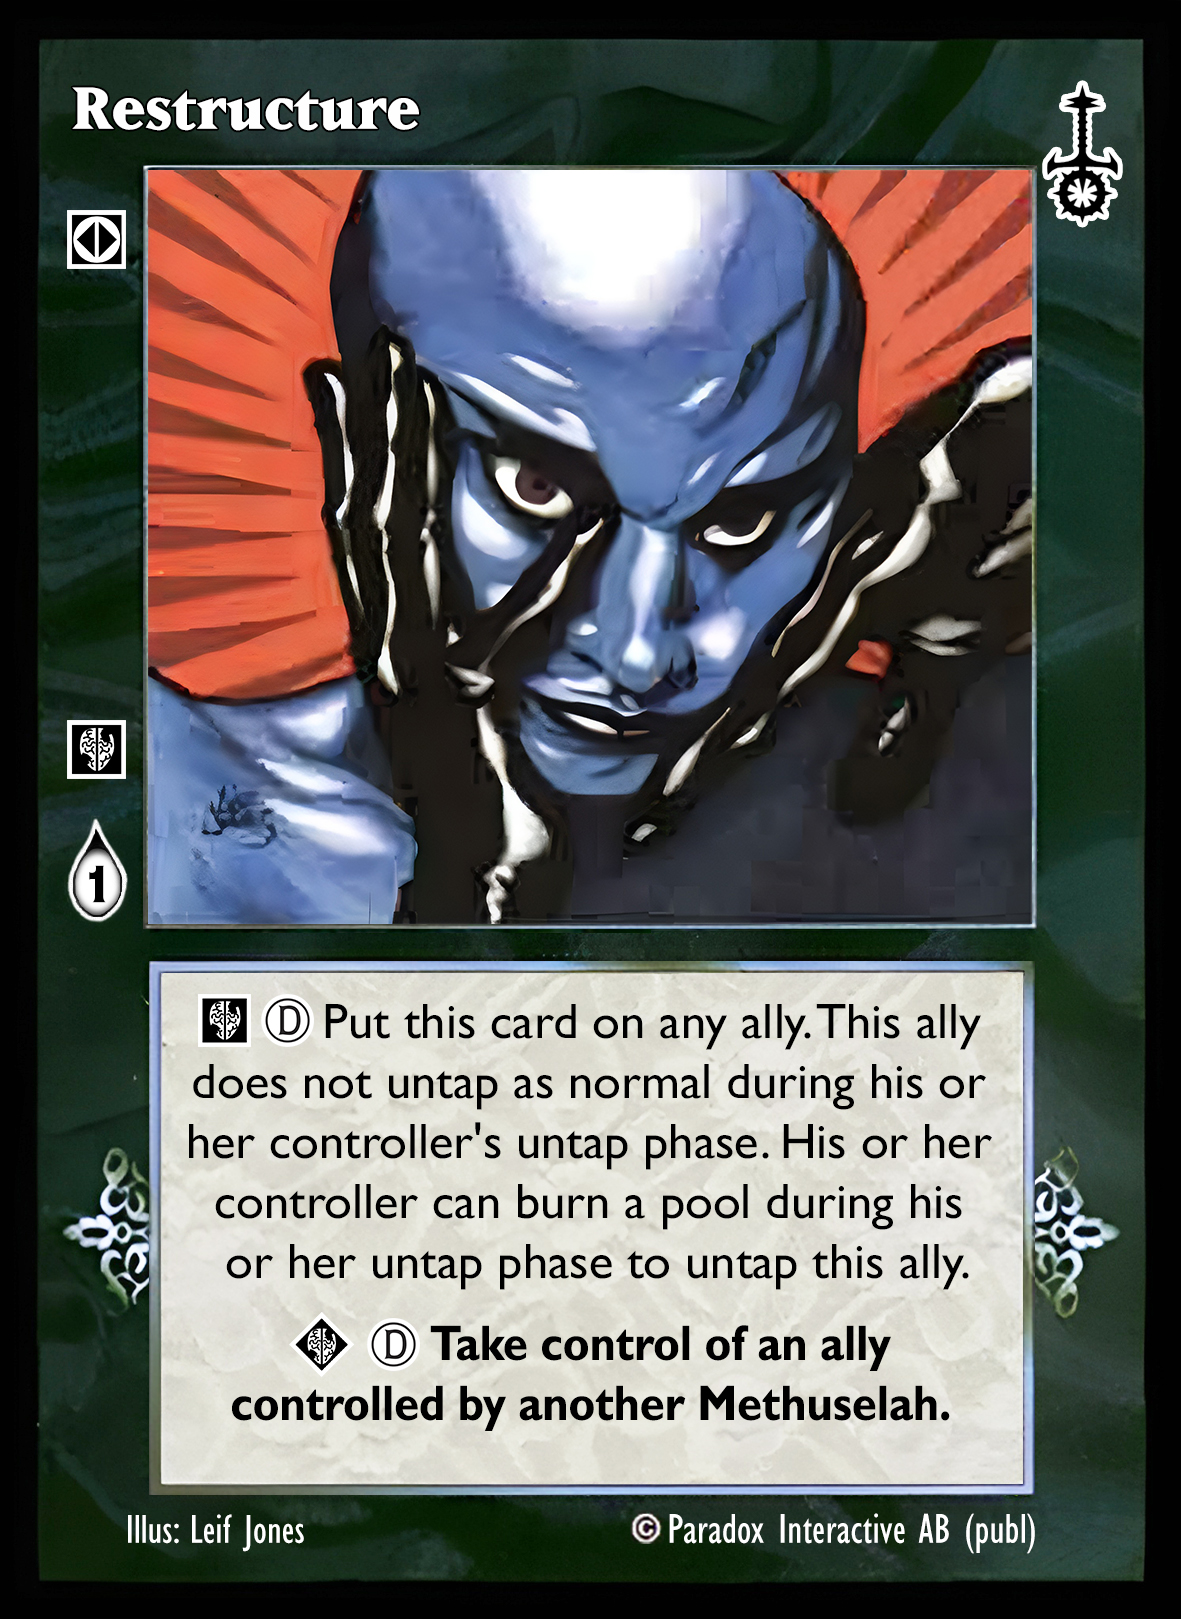 Restructure
1
D Put this card on any ally. This ally
does not untap as normal during his or
her controller's untap phase. His or her
controller can burn a pool during his
or her untap phase to untap this ally.
D Take control of an ally
controlled by another Methuselah.
Illus: Leif Jones © Paradox Interactive AB (publ)